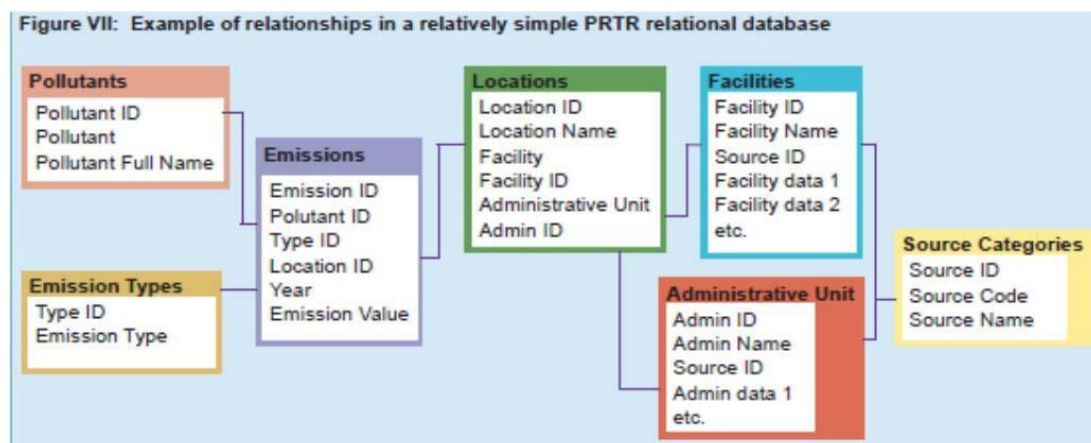 Figure VII: Example of relationships in a relatively simple PRTR relational database
Pollutants
Pollutant ID
Pollutant
Pollutant Full Name
Emission Types
Type ID
Emission Type
Emissions
Emission ID
Polutant ID
Type ID
Location ID
Year
Emission Value
Locations
Location ID
Location Name
Facility
Facility ID
Administrative Unit
Admin ID
Facilities
Facility ID
Facility Name
Source ID
Facility data 1
Facility data 2
etc.
Administrative Unit
Admin ID
Admin Name
Source ID
Admin data 1
etc.
Source Categories
Source ID
Source Code
Source Name